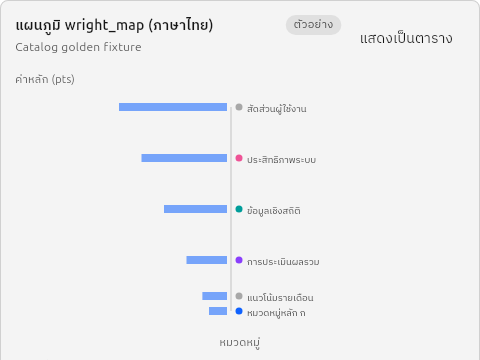 แผนภูมิ wright_map (ภาษาไทย)
ตัวอย่าง
แสดงเป็นตาราง
Catalog golden fixture
ค่าหลัก (pts)
สัดส่วนผู้ใช้งาน
ประสิทธิภาพระบบ
ข้อมูลเชิงสถิติ
การประเมินผลรวม
แนวโน้มรายเดือน
หมวดหมู่หลัก ก
หมวดหมู่